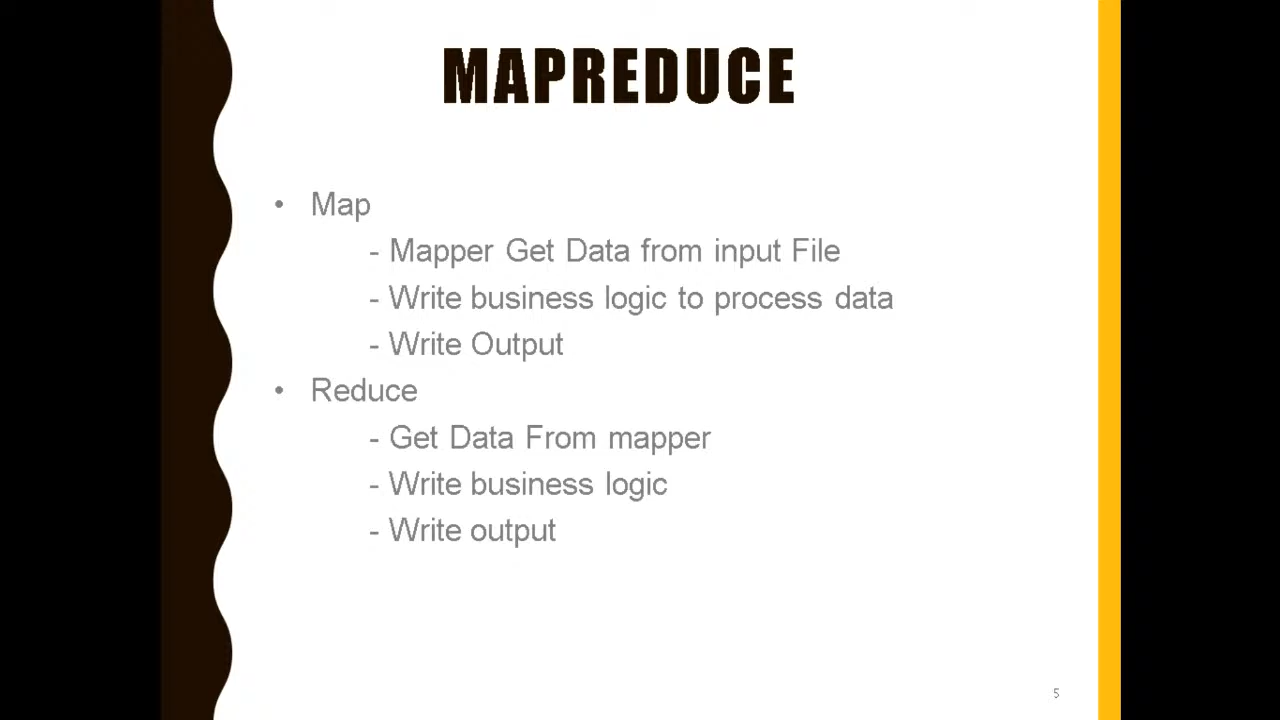 MAPREDUCE
• Map
- Mapper Get Data from input File
- Write business logic to process data
- Write Output
• Reduce
- Get Data From mapper
- Write business logic
- Write output
5